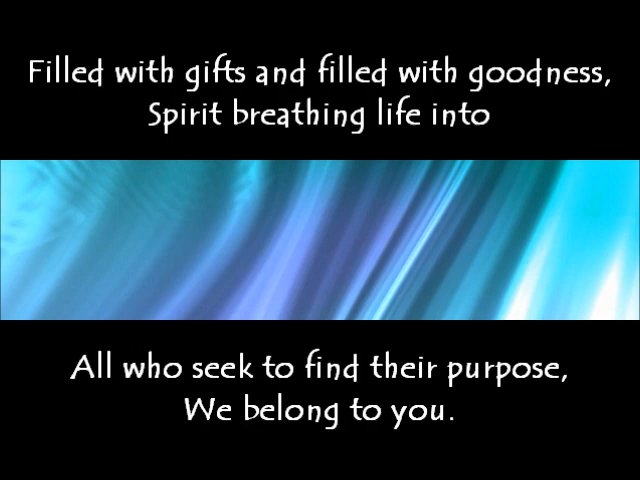 Filled with gifts and filled with goodness,
Spirit breathing life into
All who seek to find their purpose,
We belong to you.